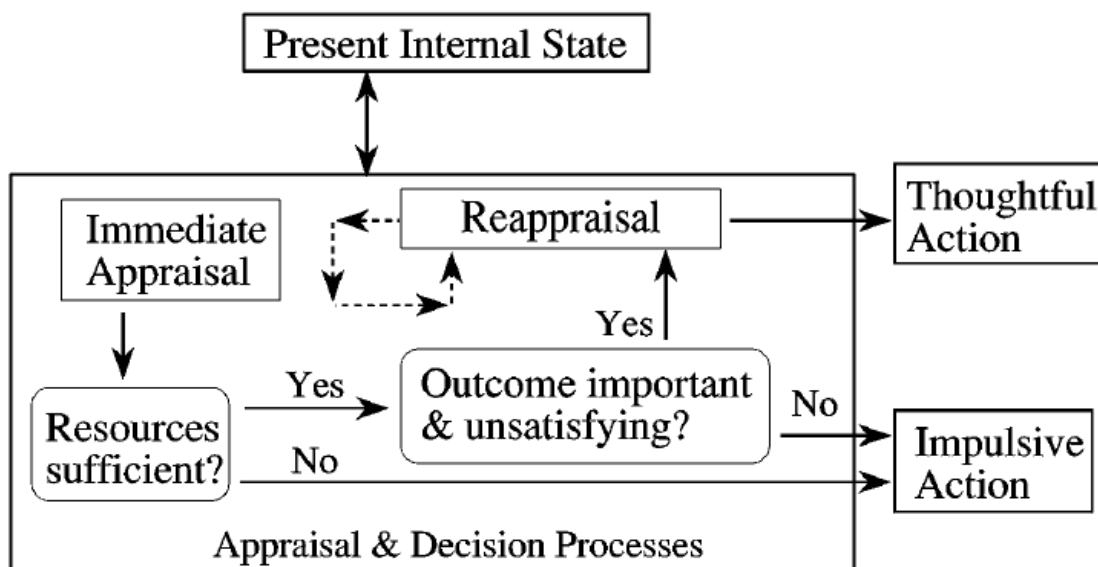 Present Internal State
Immediate
Appraisal
Reappraisal
Thoughtful
Action
Yes
Resources
sufficient?
Yes
No
Outcome important
& unsatisfying?
No
Impulsive
Action
Appraisal & Decision Processes